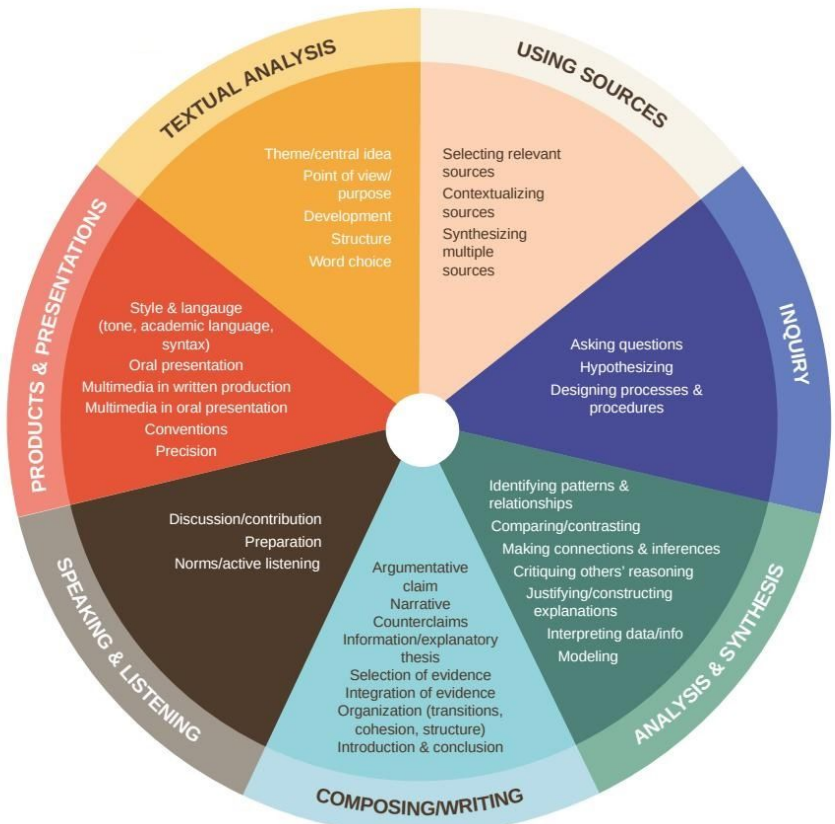 TEXTUAL ANALYSIS
Theme/central idea
Point of view/
purpose
Development
Structure
Word choice
USING SOURCES
Selecting relevant
sources
Contextualizing
sources
Synthesizing
multiple
sources
INQUIRY
Asking questions
Hypothesizing
Designing processes &
procedures
ANALYSIS & SYNTHESIS
Identifying patterns &
relationships
Comparing/contrasting
Making connections & inferences
Critiquing others' reasoning
Justifying/constructing
explanations
Interpreting data/info
Modeling
COMPOSING/WRITING
Argumentative
claim
Narrative
Counterclaims
Information/explanatory
thesis
Selection of evidence
Integration of evidence
Organization (transitions,
cohesion, structure)
Introduction & conclusion
SPEAKING & LISTENING
Discussion/contribution
Preparation
Norms/active listening
PRODUCTS & PRESENTATIONS
Style & langauge
(tone, academic language,
syntax)
Oral presentation
Multimedia in written production
Multimedia in oral presentation
Conventions
Precision